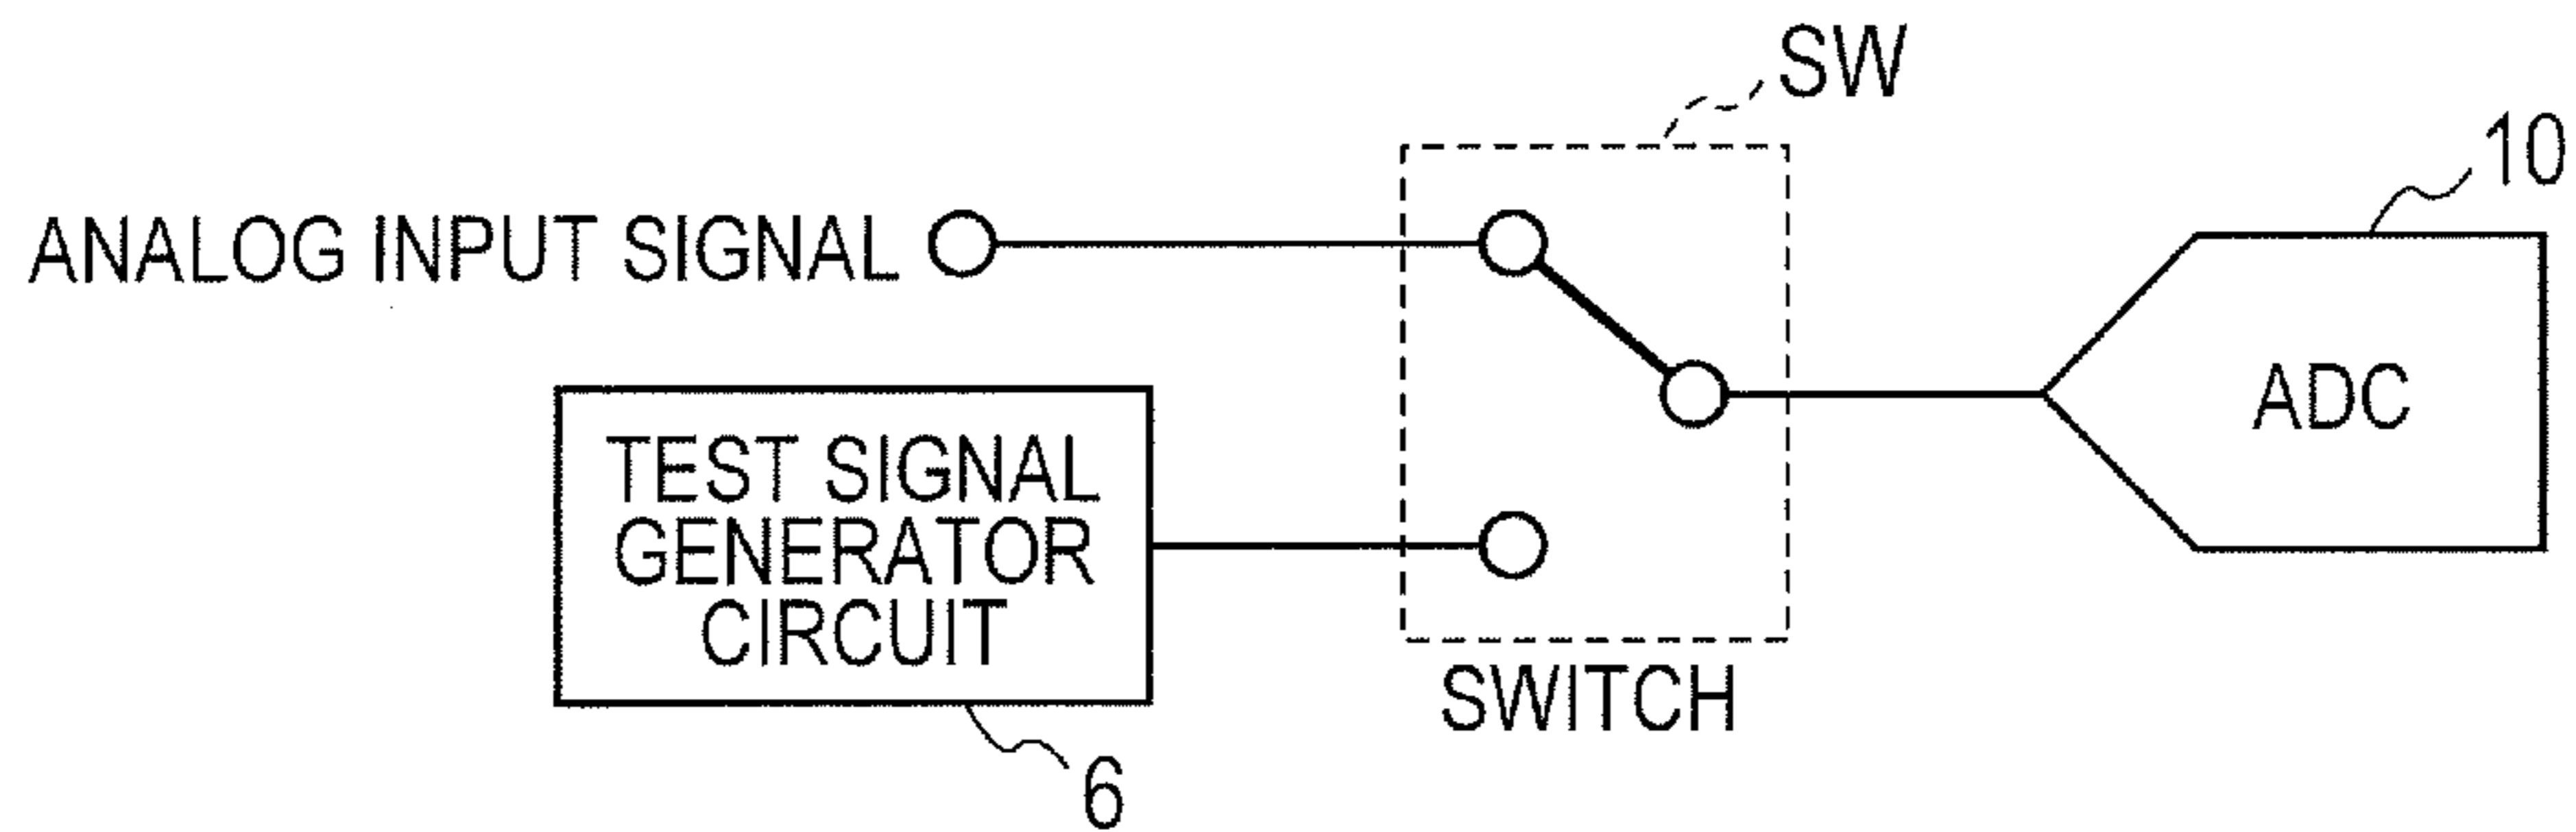 SW
10
ANALOG INPUT SIGNAL
ADC
TEST SIGNAL
GENERATOR
CIRCUIT
SWITCH
6